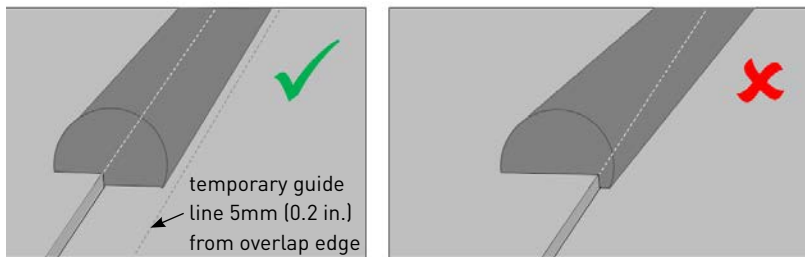 temporary guide
line 5mm (0.2 in.)
from overlap edge